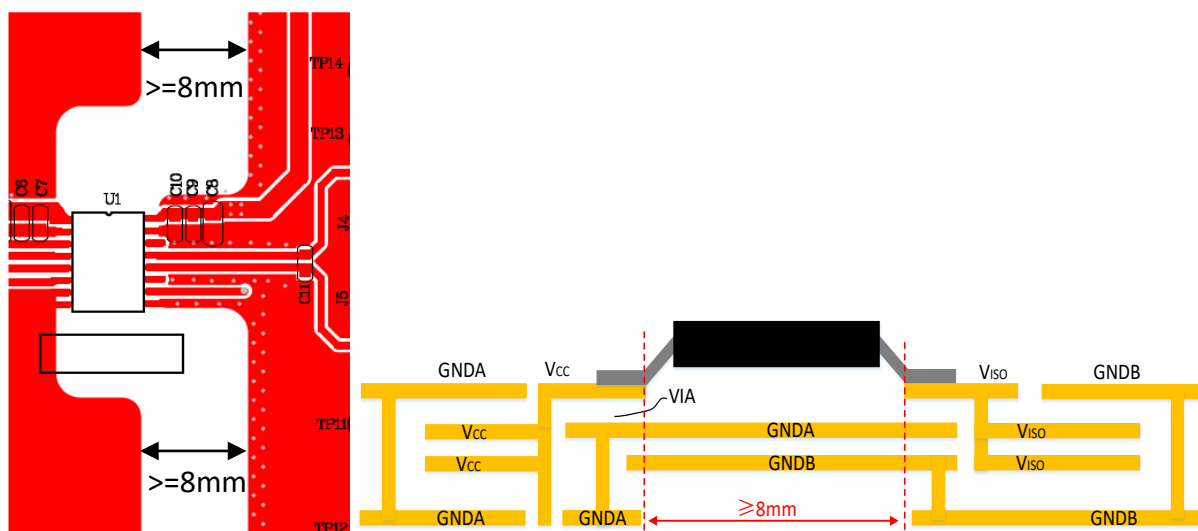 >=8mm
TP14
TP13
C6
C7
U1
C10
C9
C8
J4
C11
J5
TP11
>=8mm
TP12
GNDA
VCC
VISO
GNDB
VIA
VCC
GNDA
VISO
VCC
GNDB
VISO
GNDA
GNDA
≥8mm
GNDB